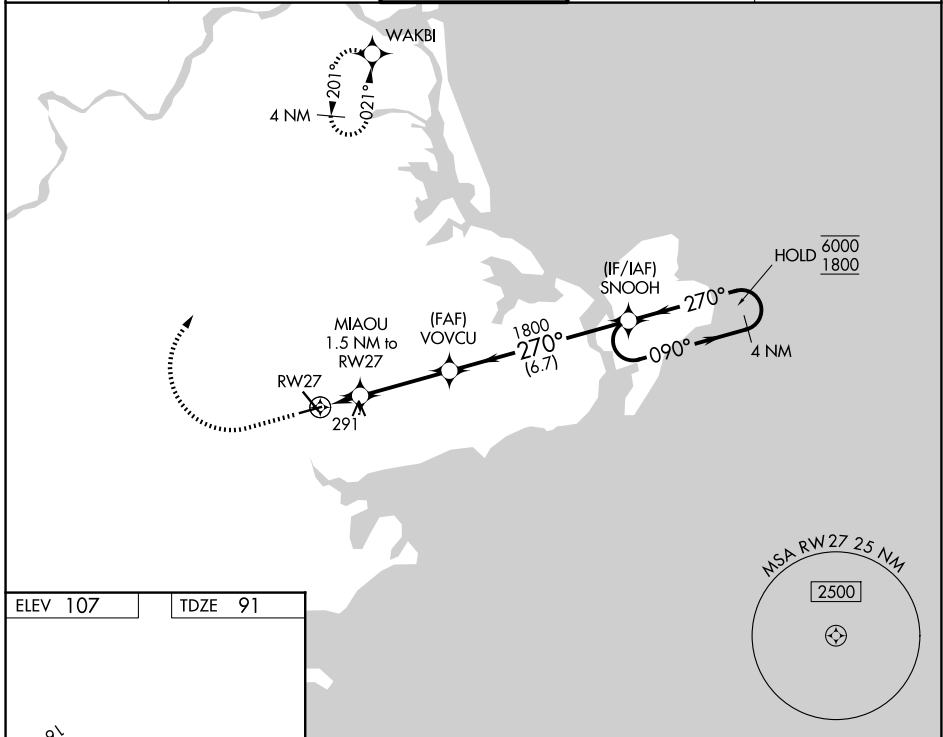 WAKBI
201°
021°
4 NM
HOLD 6000
1800
(IF/IAF)
SNOOH
270°
090°
4 NM
1800
270°
(6.7)
(FAF)
VOVCU
MIAOU
1.5 NM to
RW27
RW27
291
MSA RW27 25 NM
2500
ELEV 107
TDZE 91
16